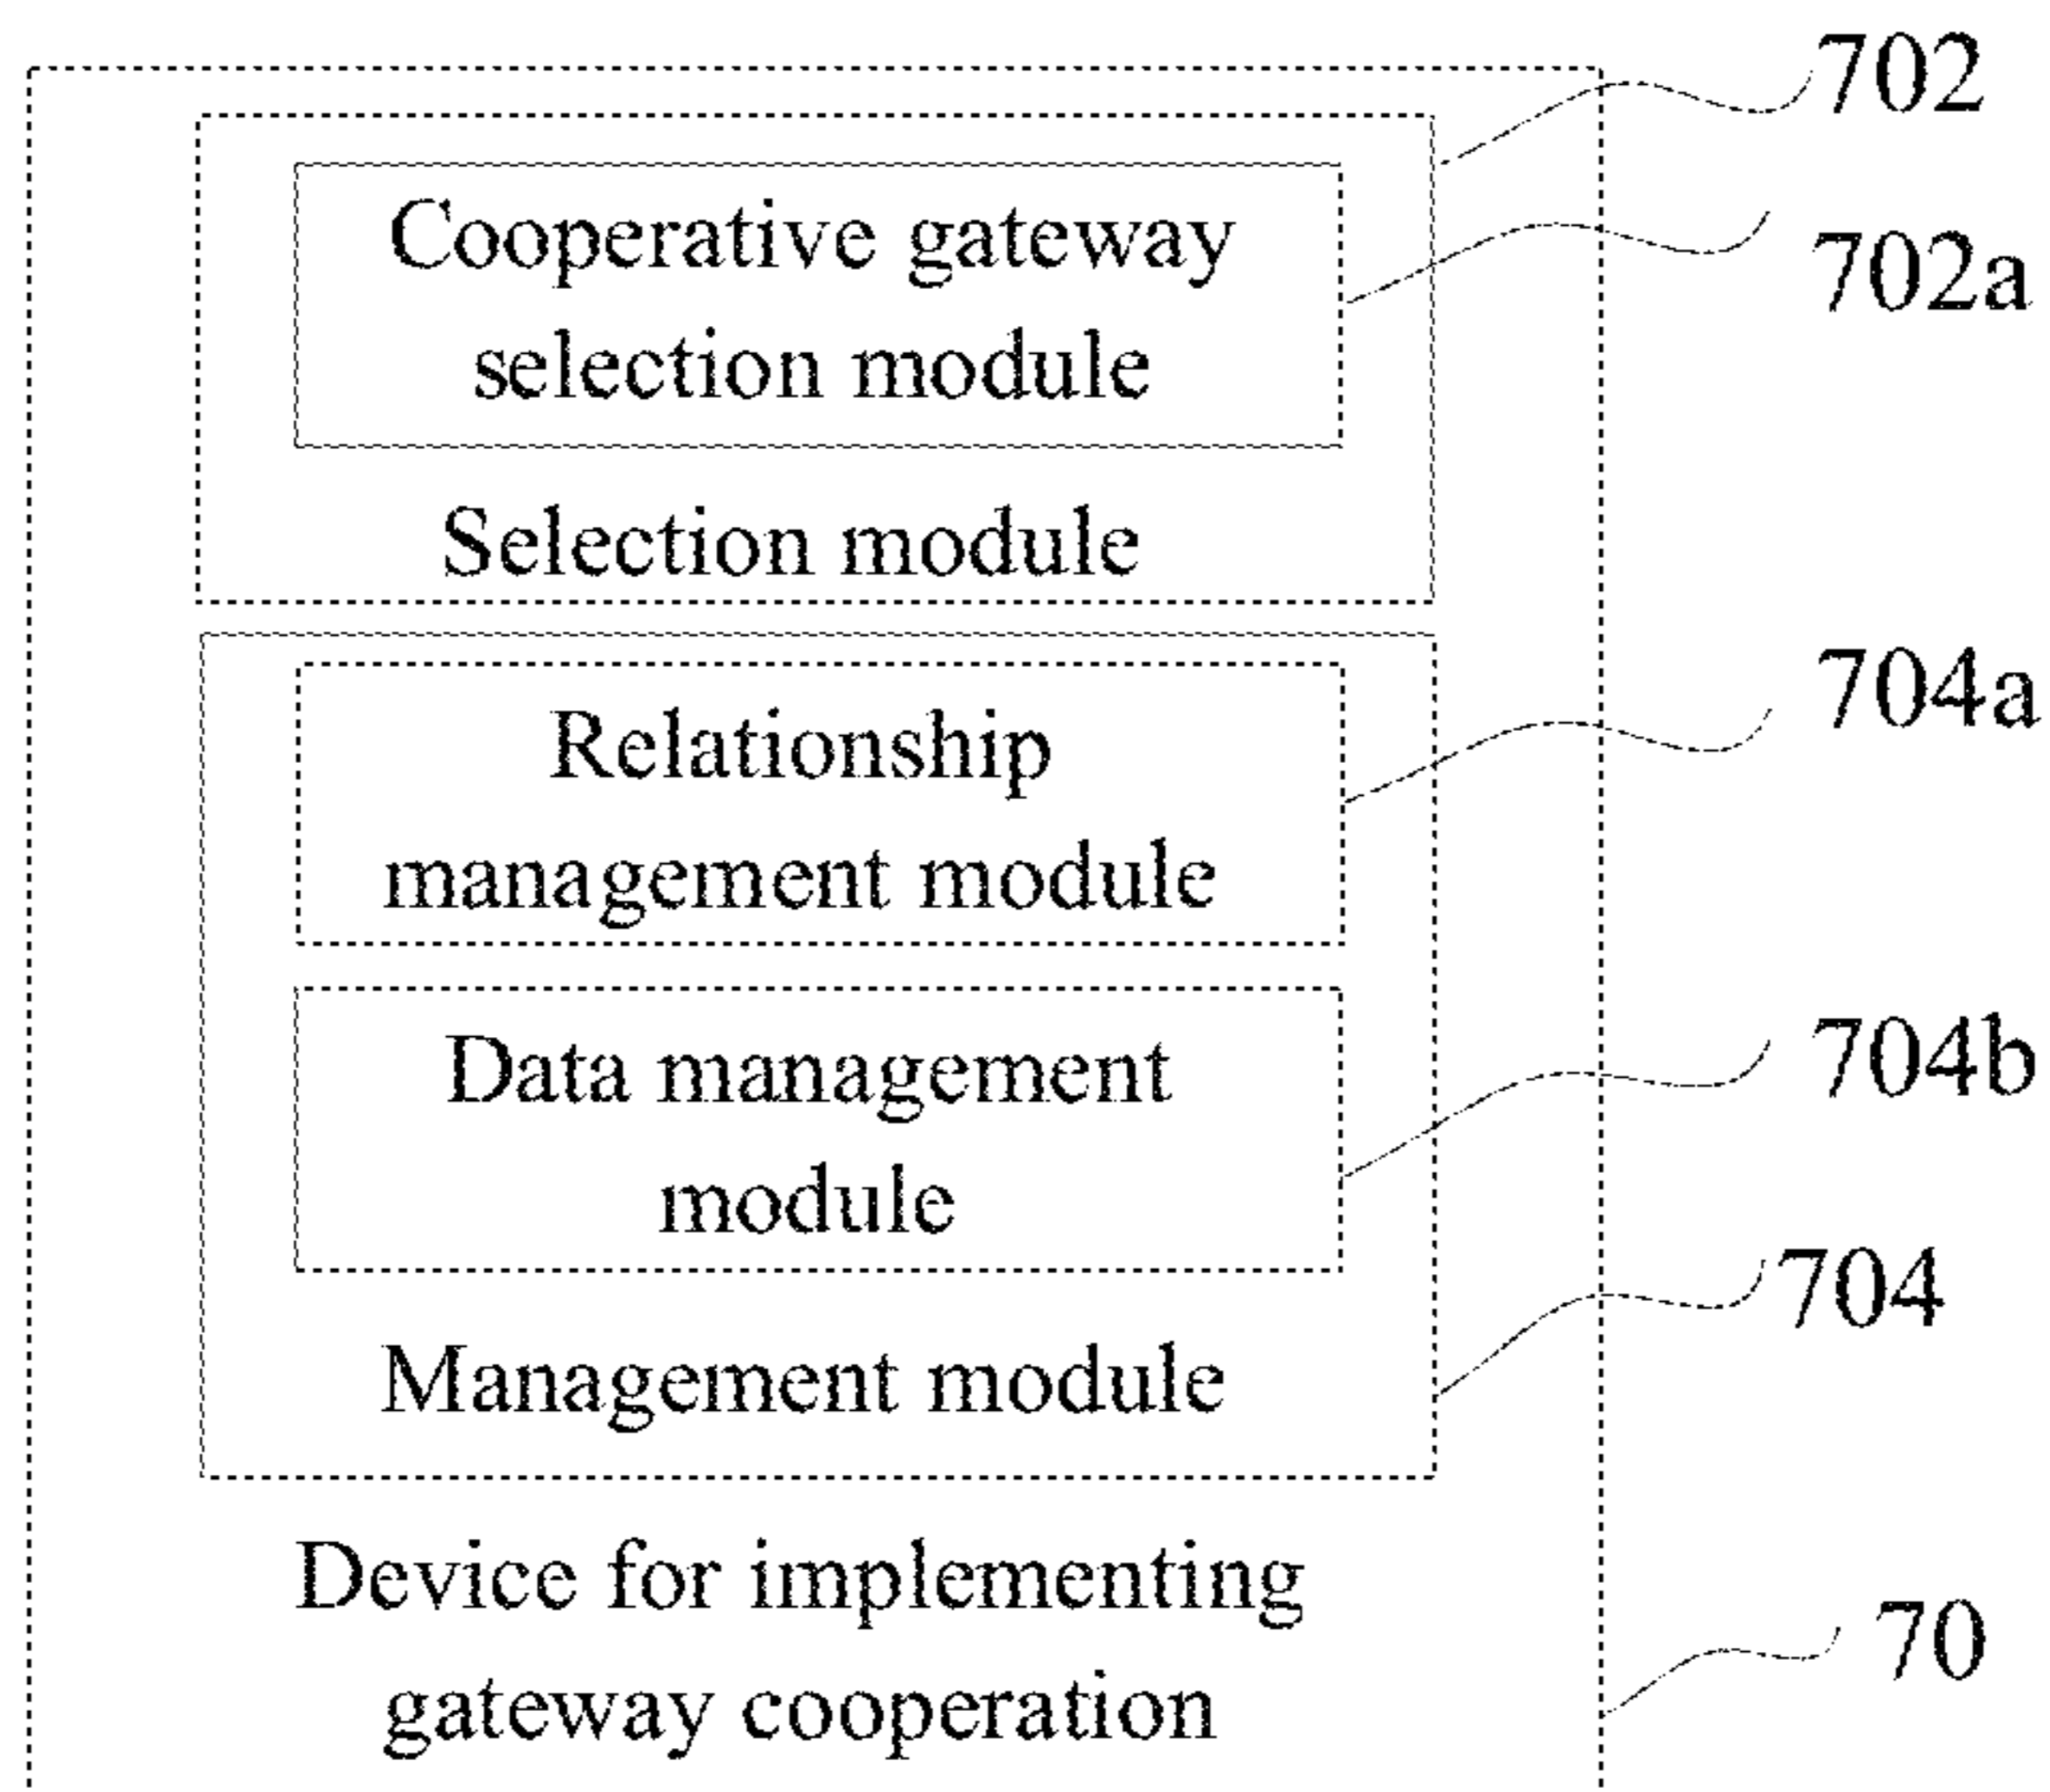 702
Cooperative gateway
selection module
702a
Selection module
704a
Relationship
management module
704b
Data management
module
704
Management module
Device for implementing
gateway cooperation
70